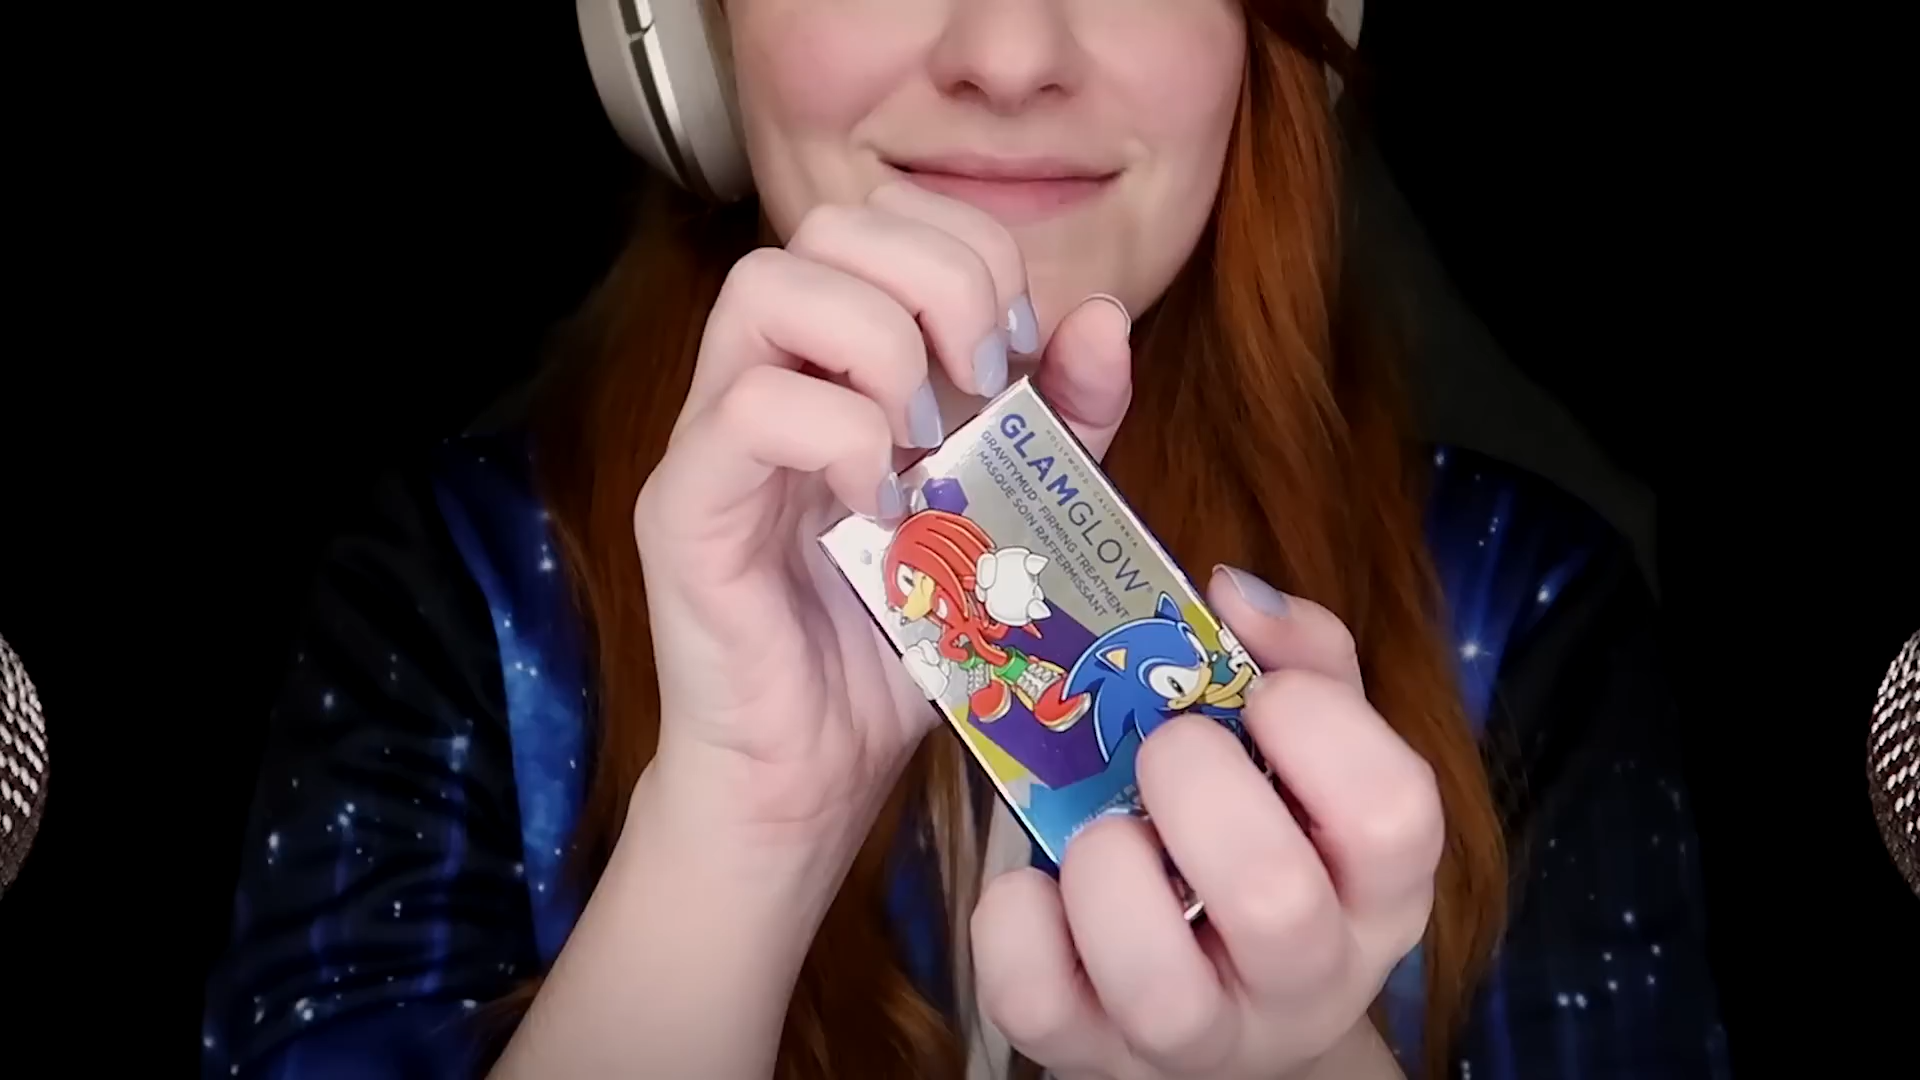 HOLLYWOOD, CALIFORNIA
GLAMGLOW®
GRAVITYMUD™ FIRMING TREATMENT
MASQUE SOIN RAFFERMISSANT